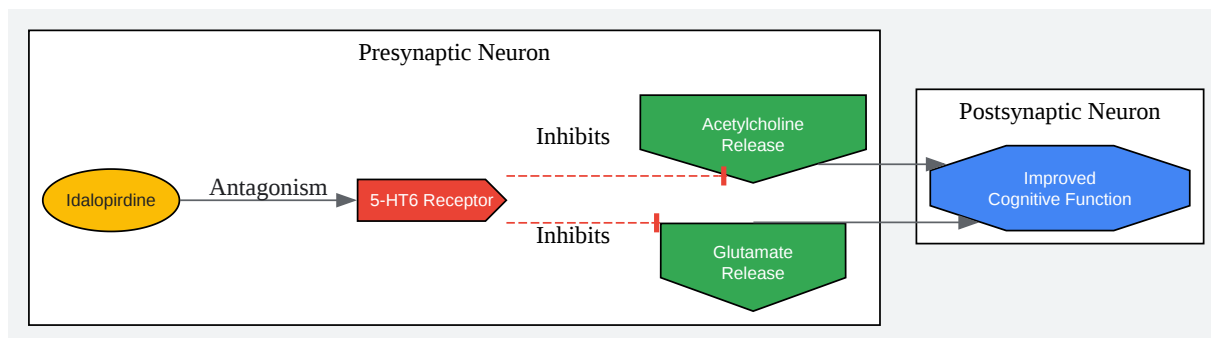 Presynaptic Neuron
Idalopirdine
Antagonism
5-HT6 Receptor
Inhibits
Inhibits
Acetylcholine
Release
Glutamate
Release
Postsynaptic Neuron
Improved
Cognitive Function